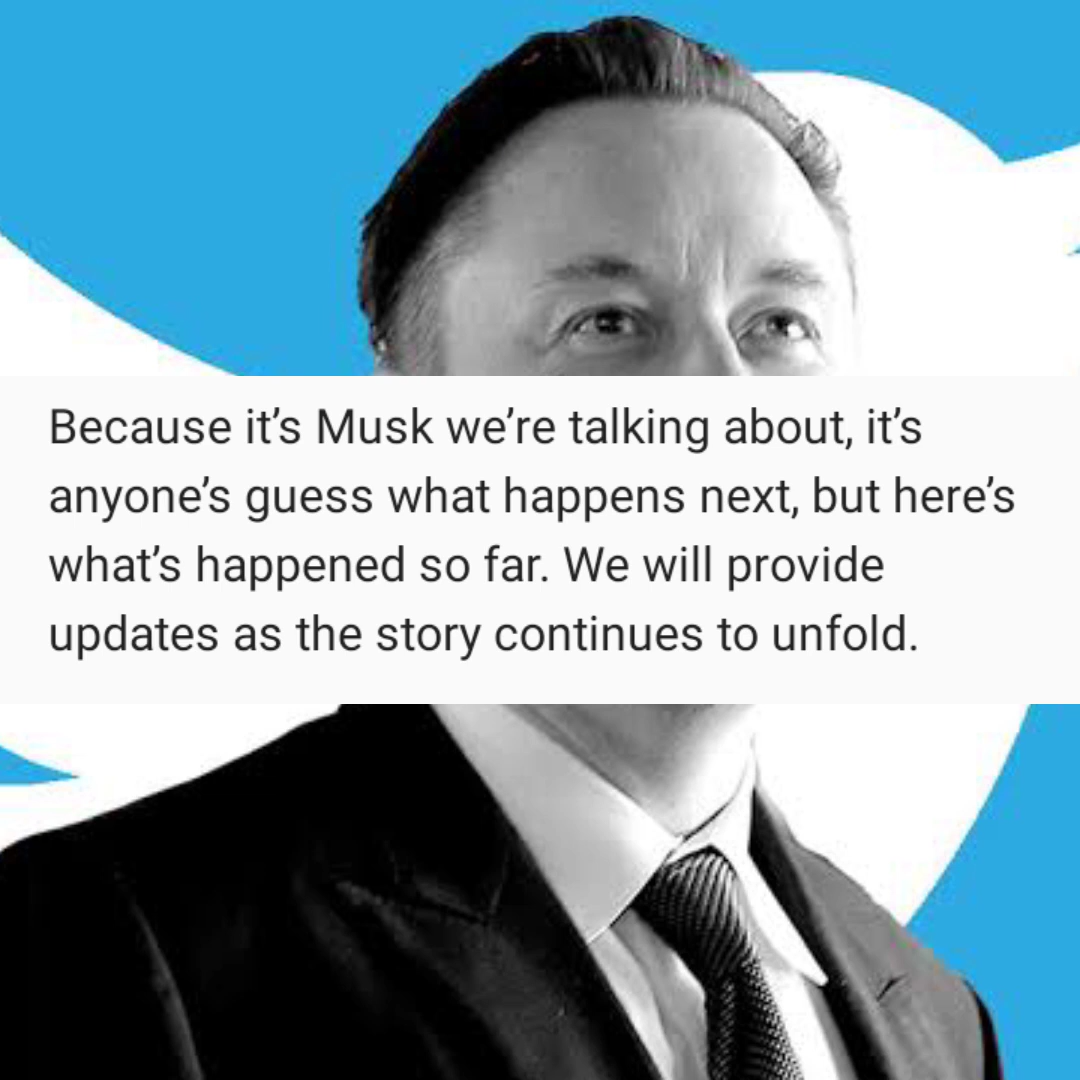 Because it’s Musk we’re talking about, it’s
anyone’s guess what happens next, but here’s
what’s happened so far. We will provide
updates as the story continues to unfold.